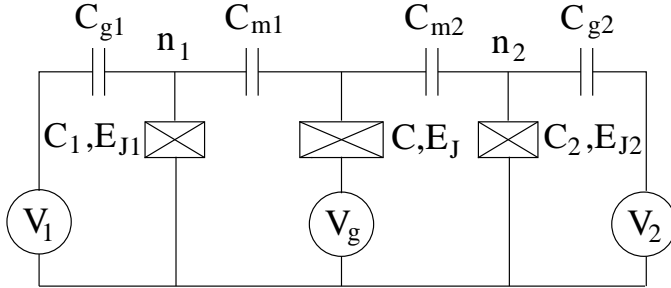 C_g1 C_m1 C_m2 C_g2
n_1 n_2
C_1,E_J1 C,E_J C_2,E_J2
V_1 V_g V_2